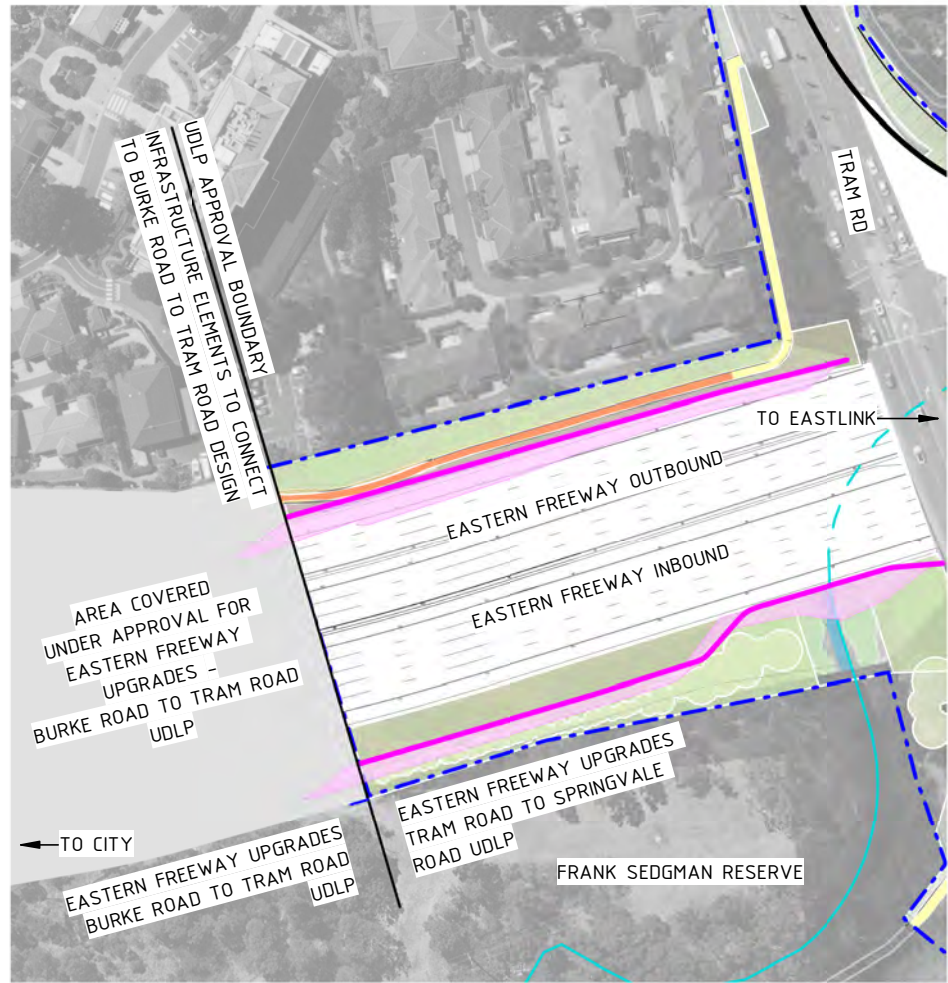 UDLP APPROVAL BOUNDARY
INFRASTRUCTURE ELEMENTS TO CONNECT
TO BURKE ROAD TO TRAM ROAD DESIGN
TRAM RD
TO EASTLINK
EASTERN FREEWAY OUTBOUND
EASTERN FREEWAY INBOUND
AREA COVERED
UNDER APPROVAL FOR
EASTERN FREEWAY
UPGRADES -
BURKE ROAD TO TRAM ROAD
UDLP
EASTERN FREEWAY UPGRADES
TRAM ROAD TO SPRINGVALE
ROAD UDLP
TO CITY
EASTERN FREEWAY UPGRADES
BURKE ROAD TO TRAM ROAD
UDLP
FRANK SEDGMAN RESERVE